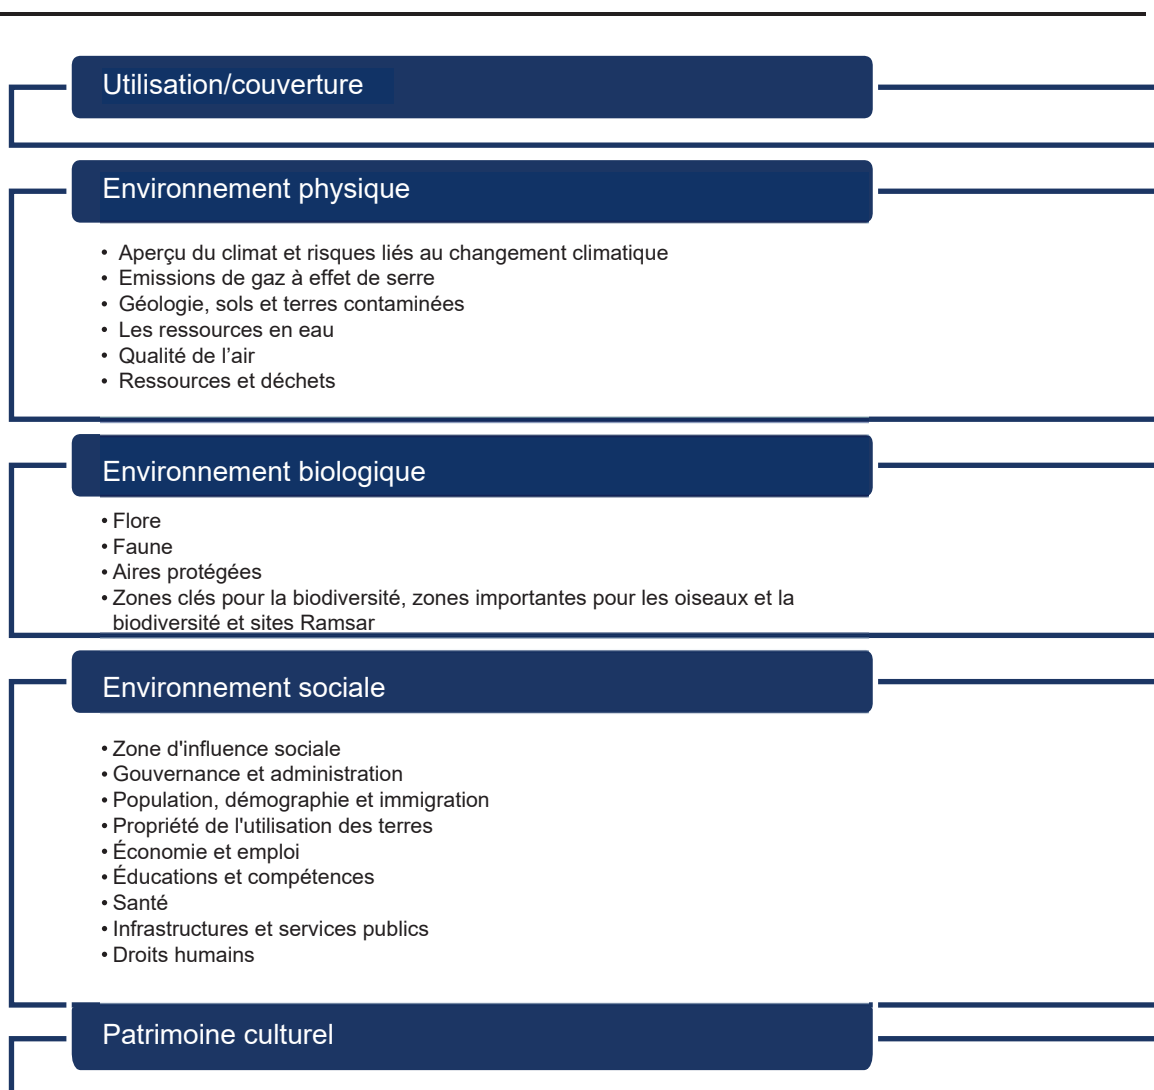 Utilisation/couverture
Environnement physique
• Aperçu du climat et risques liés au changement climatique
• Emissions de gaz à effet de serre
• Géologie, sols et terres contaminées
• Les ressources en eau
• Qualité de l’air
• Ressources et déchets
Environnement biologique
• Flore
• Faune
• Aires protégées
• Zones clés pour la biodiversité, zones importantes pour les oiseaux et la
biodiversité et sites Ramsar
Environnement sociale
• Zone d'influence sociale
• Gouvernance et administration
• Population, démographie et immigration
• Propriété de l'utilisation des terres
• Économie et emploi
• Éducations et compétences
• Santé
• Infrastructures et services publics
• Droits humains
Patrimoine culturel